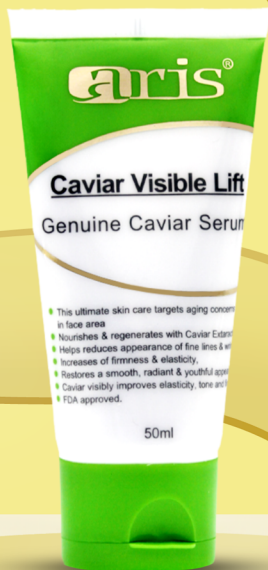 aris®
Caviar Visible Lift
Genuine Caviar
This ultimate skin care targets aging
in face area
Nourishes & regenerates with Caviar
Helps reduces appearance of fine lines &
Increases of firmness & elasticity,
Restores a smooth, radiant & youthful
Caviar visibly improves elasticity, tone and
FDA approved.
50ml